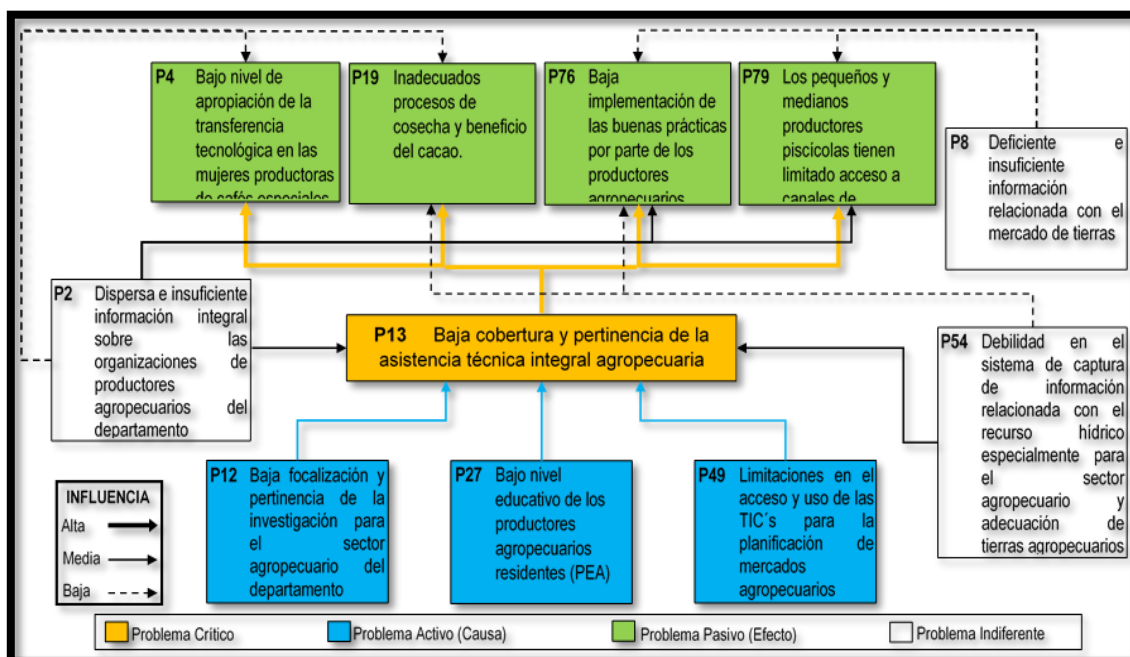 P4 Bajo nivel de
apropiación de la
transferencia
tecnológica en las
mujeres productoras
de cafés especiales
P19 Inadecuados
procesos de
cosecha y beneficio
del cacao.
P76 Baja
implementación de
las buenas prácticas
por parte de los
productores
agropecuarios
P79 Los pequeños y
medianos
productores
piscícolas tienen
limitado acceso a
canales de
P8 Deficiente e
insuficiente
información
relacionada con el
mercado de tierras
P2 Dispersa e insuficiente
información integral
sobre las
organizaciones de
productores
agropecuarios del
departamento
P13 Baja cobertura y pertinencia de la
asistencia técnica integral agropecuaria
P54 Debilidad en el
sistema de captura
de información
relacionada con el
recurso hídrico
especialmente para
el sector
agropecuario y
adecuación de
tierras agropecuarios
P12 Baja focalización y
pertinencia de la
investigación para
el sector
agropecuario del
departamento
P27 Bajo nivel
educativo de los
productores
agropecuarios
residentes (PEA)
P49 Limitaciones en el
acceso y uso de las
TIC´s para la
planificación de
mercados
agropecuarios
INFLUENCIA
Alta
Media
Baja
Problema Crítico
Problema Activo (Causa)
Problema Pasivo (Efecto)
Problema Indiferente